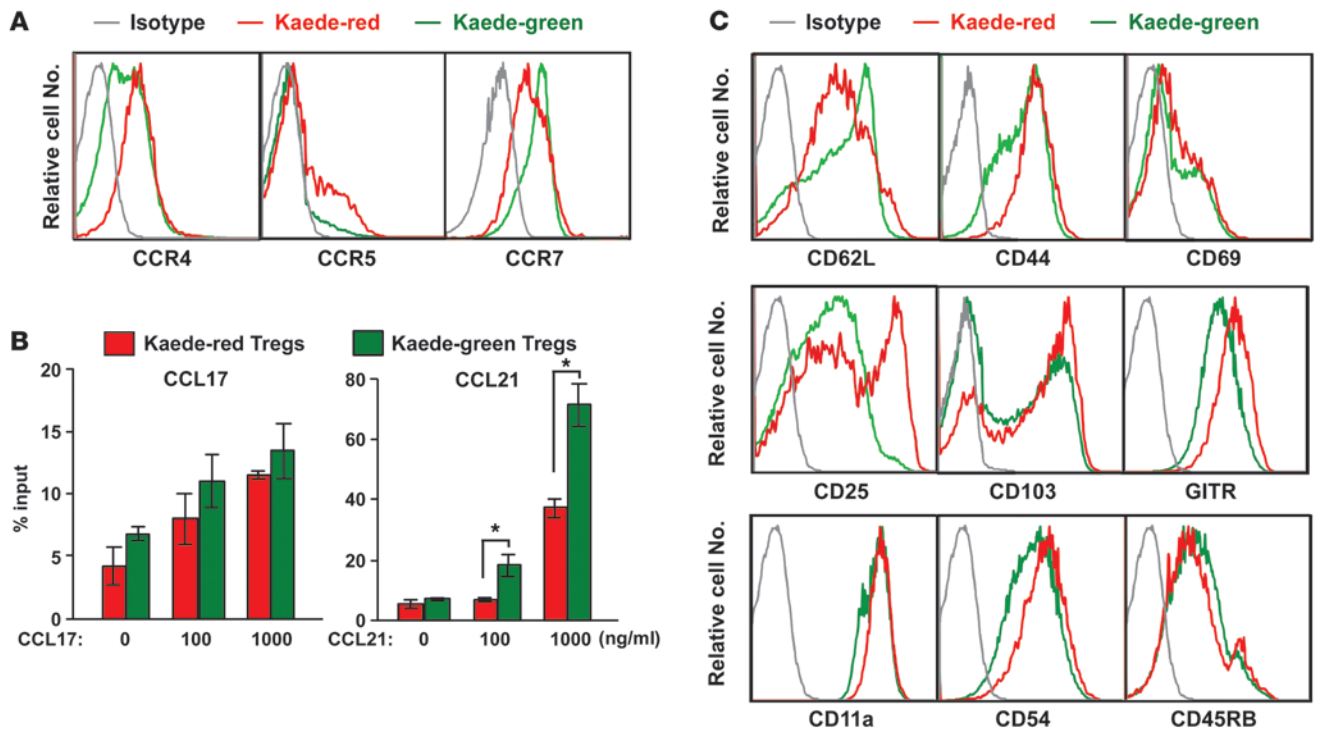 A
Isotype Kaede-red Kaede-green
Relative cell No.
CCR4 CCR5 CCR7
B
Kaede-red Tregs Kaede-green Tregs
CCL17
% input
20
15
10
5
0
CCL17: 0 100 1000
CCL21
80
60
40
20
0
*
*
CCL21: 0 100 1000 (ng/ml)
C
Isotype Kaede-red Kaede-green
Relative cell No.
CD62L CD44 CD69
Relative cell No.
CD25 CD103 GITR
Relative cell No.
CD11a CD54 CD45RB